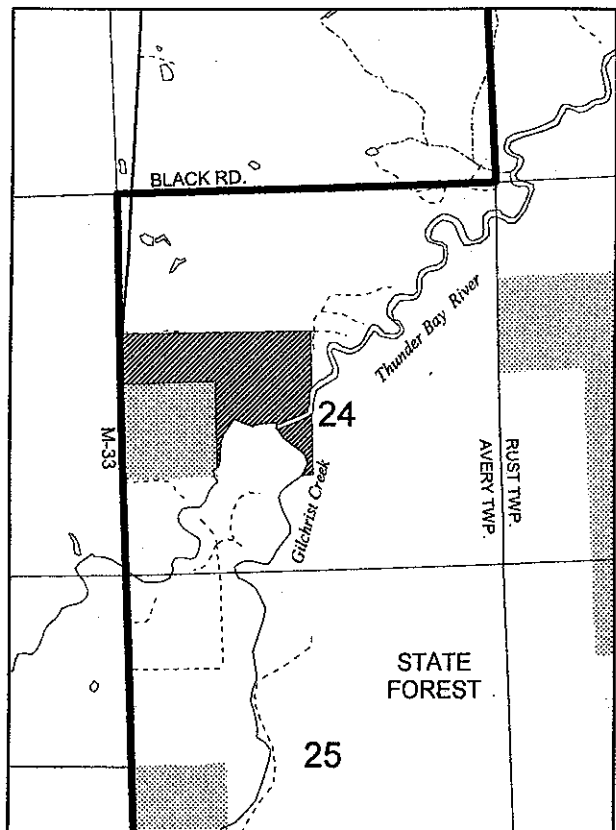 BLACK RD.
Thunder Bay River
24
M-33
RUST TWP.
AVERY TWP.
Gilchrist Creek
STATE
FOREST
25